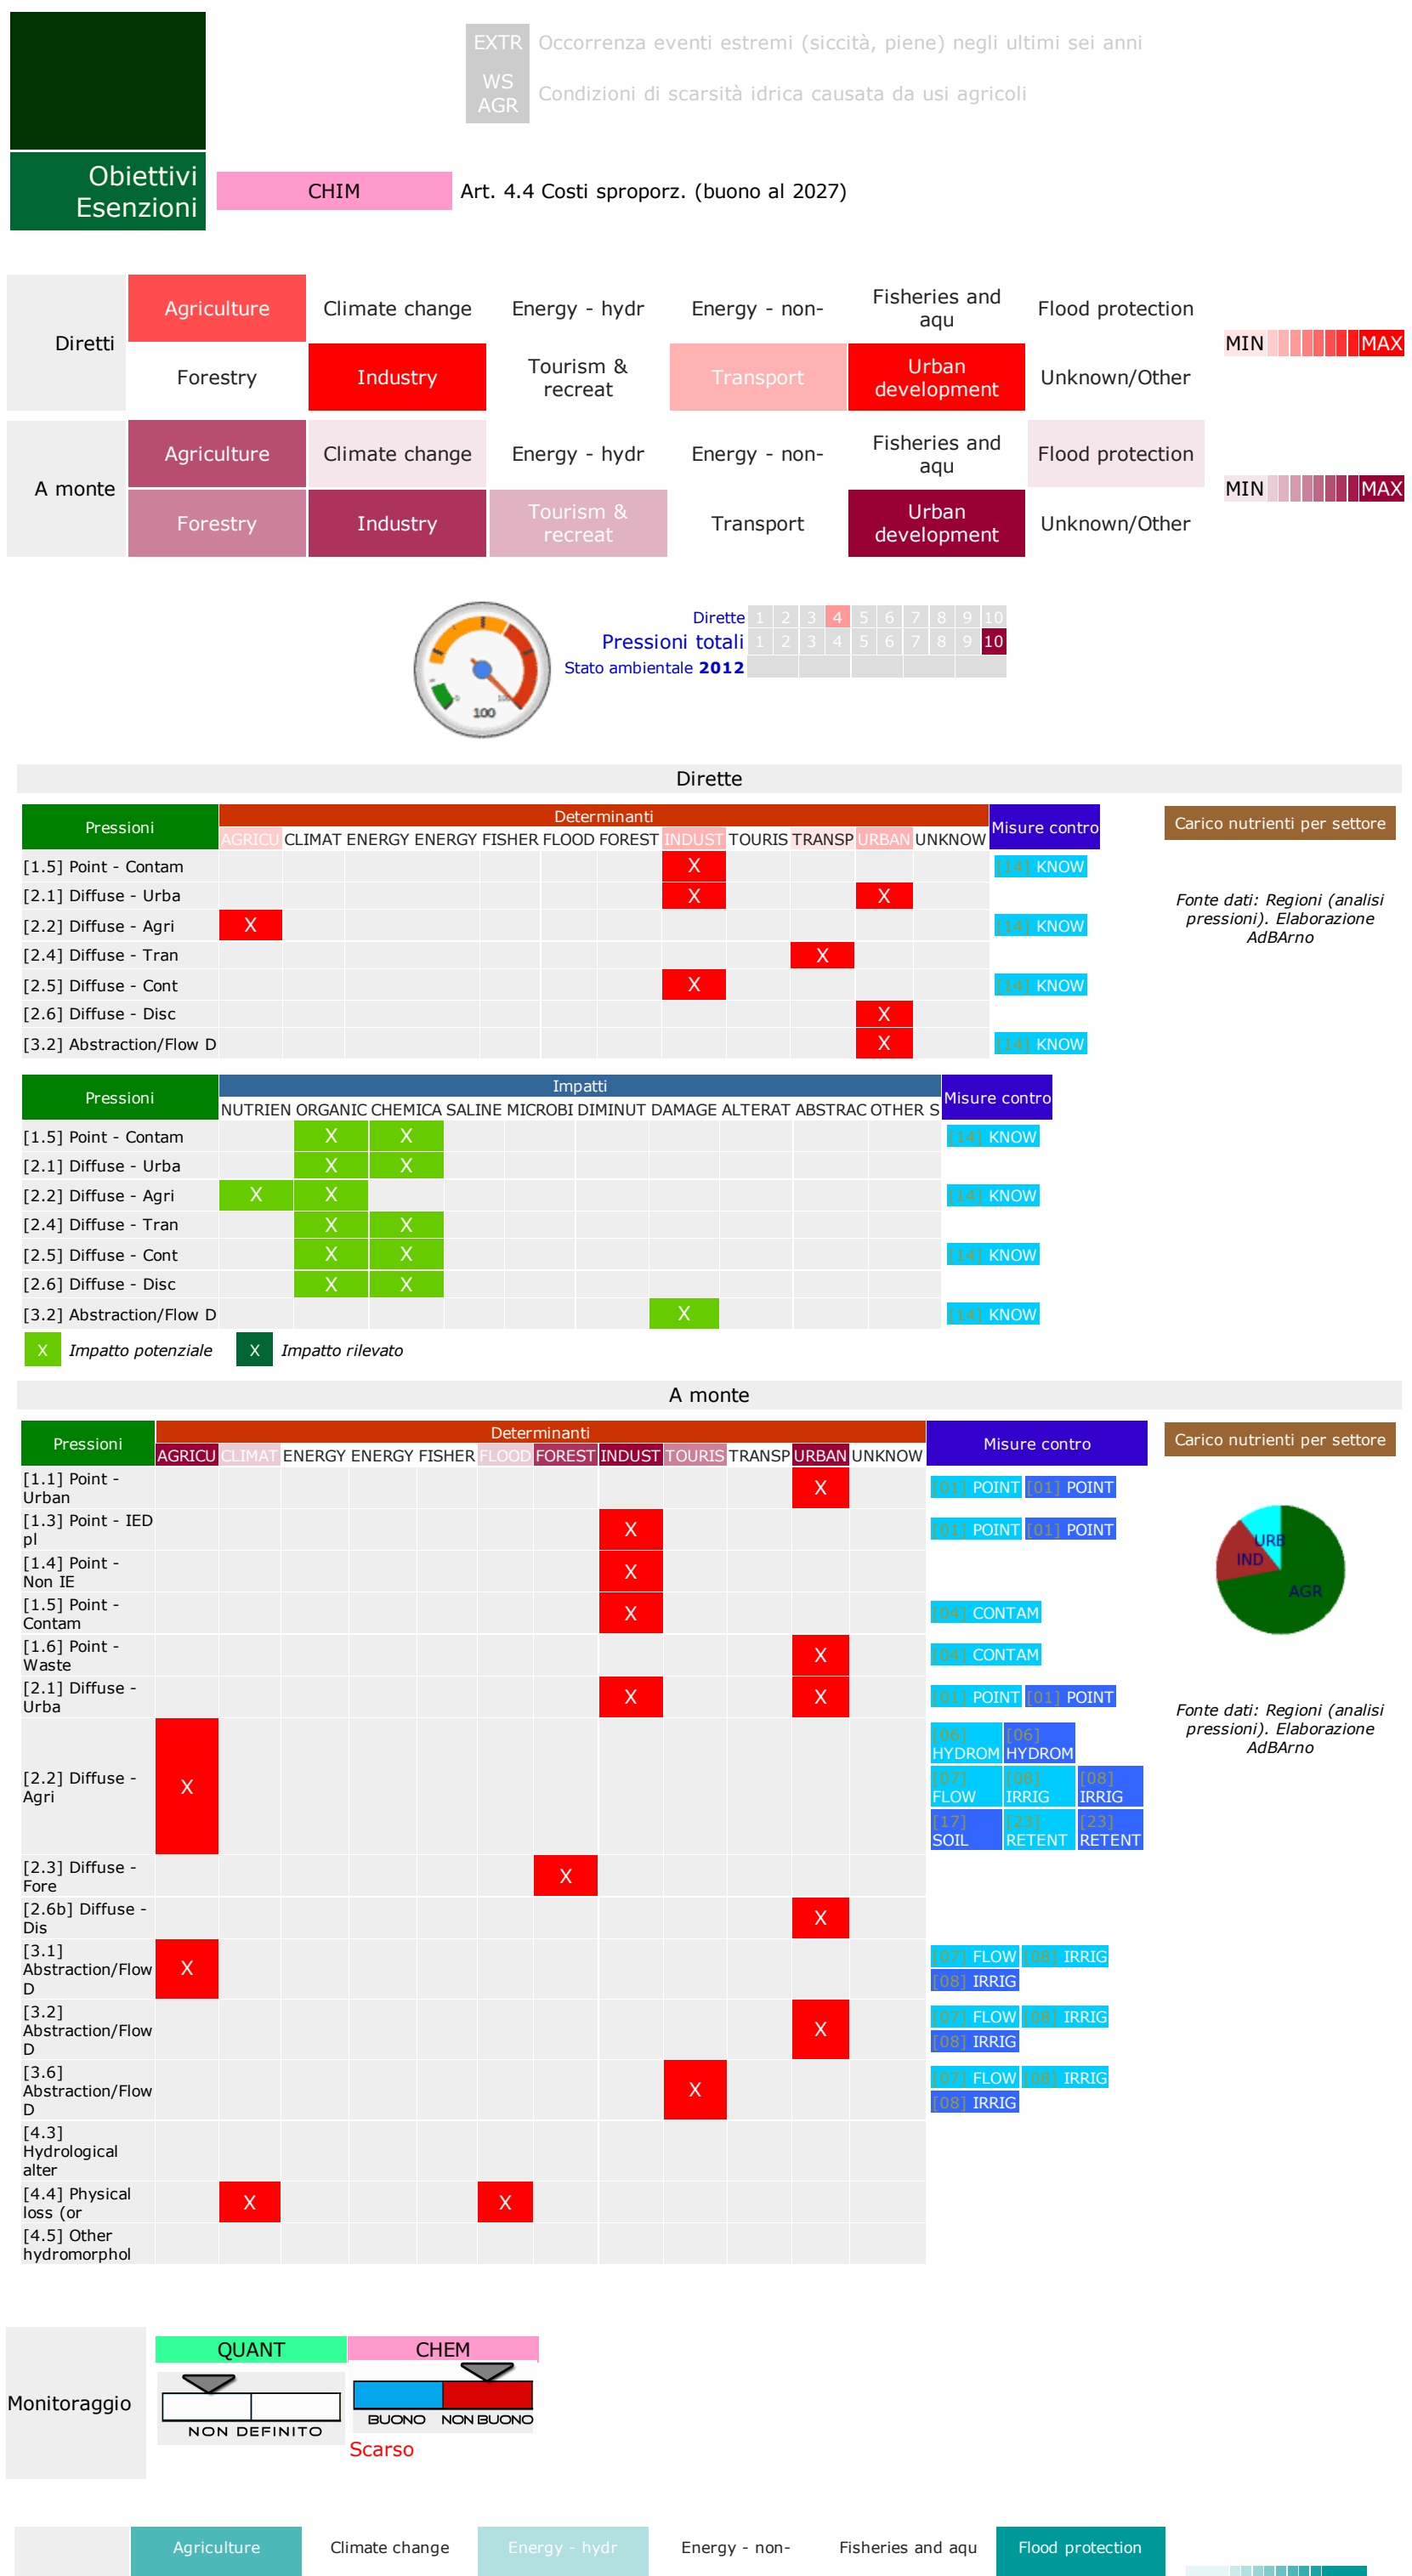 EXTR Occorrenza eventi estremi (siccità, piene) negli ultimi sei anni
WS AGR Condizioni di scarsità idrica causata da usi agricoli
Obiettivi
Esenzioni
CHIM Art. 4.4 Costi sproporz. (buono al 2027)
Diretti
Agriculture Climate change Energy - hydr Energy - non- Fisheries and aqu Flood protection
MIN MAX
Forestry Industry Tourism & recreat Transport Urban development Unknown/Other
A monte
Agriculture Climate change Energy - hydr Energy - non- Fisheries and aqu Flood protection
MIN MAX
Forestry Industry Tourism & recreat Transport Urban development Unknown/Other
100
Dirette 1 2 3 4 5 6 7 8 9 10
Pressioni totali 1 2 3 4 5 6 7 8 9 10
Stato ambientale 2012
Dirette
Pressioni Determinanti Misure contro
AGRICU CLIMAT ENERGY ENERGY FISHER FLOOD FOREST INDUST TOURIS TRANSP URBAN UNKNOW
[1.5] Point - Contam X [14] KNOW
[2.1] Diffuse - Urba X X
[2.2] Diffuse - Agri X [14] KNOW
[2.4] Diffuse - Tran X
[2.5] Diffuse - Cont X [14] KNOW
[2.6] Diffuse - Disc X
[3.2] Abstraction/Flow D X [14] KNOW
Carico nutrienti per settore
Fonte dati: Regioni (analisi
pressioni). Elaborazione
AdBArno
Pressioni Impatti Misure contro
NUTRIEN ORGANIC CHEMICA SALINE MICROBI DIMINUT DAMAGE ALTERAT ABSTRAC OTHER S
[1.5] Point - Contam X X [14] KNOW
[2.1] Diffuse - Urba X X
[2.2] Diffuse - Agri X X [14] KNOW
[2.4] Diffuse - Tran X X
[2.5] Diffuse - Cont X X [14] KNOW
[2.6] Diffuse - Disc X X
[3.2] Abstraction/Flow D X [14] KNOW
X Impatto potenziale X Impatto rilevato
A monte
Pressioni Determinanti Misure contro
AGRICU CLIMAT ENERGY ENERGY FISHER FLOOD FOREST INDUST TOURIS TRANSP URBAN UNKNOW
[1.1] Point -
Urban X [01] POINT [01] POINT
[1.3] Point - IED
pl X [01] POINT [01] POINT
[1.4] Point -
Non IE X
[1.5] Point -
Contam X [04] CONTAM
[1.6] Point -
Waste X [04] CONTAM
[2.1] Diffuse -
Urba X X [01] POINT [01] POINT
[2.2] Diffuse -
Agri X
[06] HYDROM [06] HYDROM
[07] FLOW [08] IRRIG [08] IRRIG
[17] SOIL [23] RETENT [23] RETENT
[2.3] Diffuse -
Fore X
[2.6b] Diffuse -
Dis X
[3.1]
Abstraction/Flow
D X [07] FLOW [08] IRRIG
[08] IRRIG
[3.2]
Abstraction/Flow
D X [07] FLOW [08] IRRIG
[08] IRRIG
[3.6]
Abstraction/Flow
D X [07] FLOW [08] IRRIG
[08] IRRIG
[4.3]
Hydrological
alter
[4.4] Physical
loss (or X X
[4.5] Other
hydromorphol
Carico nutrienti per settore
URB
IND
AGR
Fonte dati: Regioni (analisi
pressioni). Elaborazione
AdBArno
Monitoraggio
QUANT CHEM
NON DEFINITO
BUONO NON BUONO
Scarso
Agriculture Climate change Energy - hydr Energy - non- Fisheries and aqu Flood protection